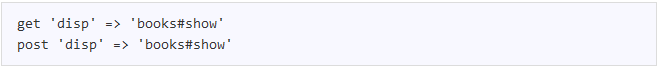 get 'disp' => 'books#show'
post 'disp' => 'books#show'